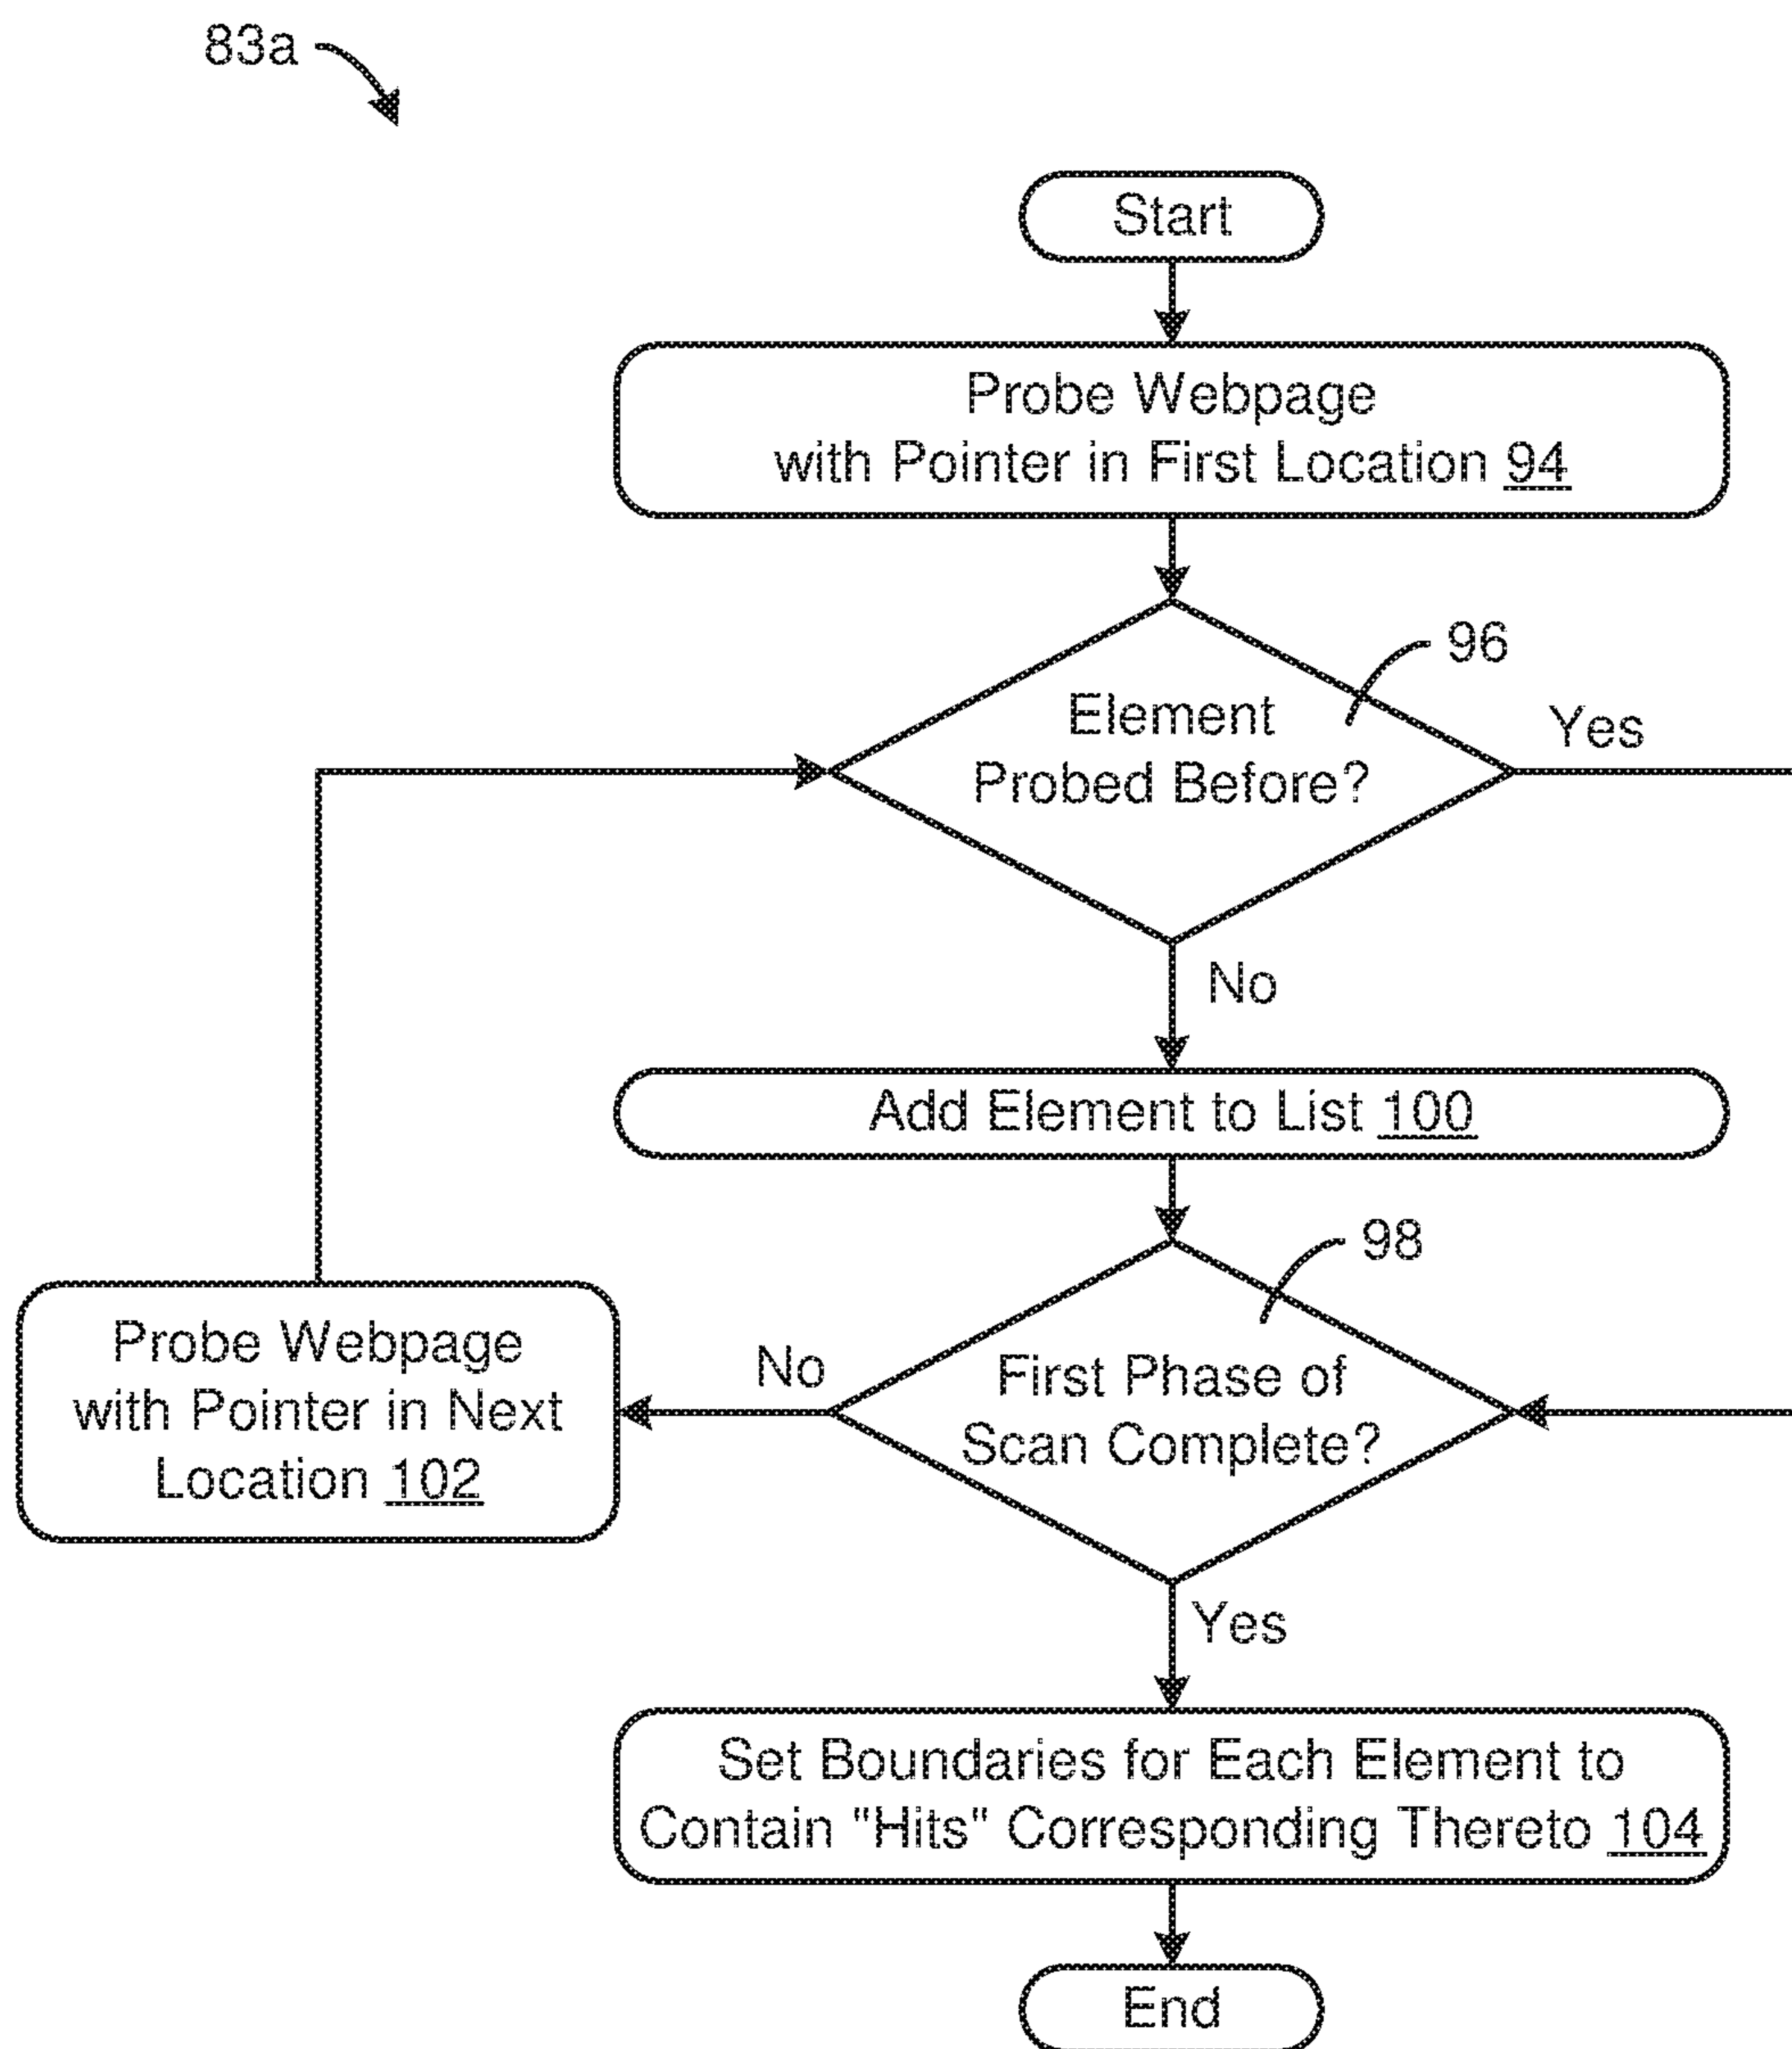 83a
Start
Probe Webpage
with Pointer in First Location 94
96
Element
Probed Before?
Yes
No
Add Element to List 100
98
First Phase of
Scan Complete?
No
Probe Webpage
with Pointer in Next
Location 102
Yes
Set Boundaries for Each Element to
Contain "Hits" Corresponding Thereto 104
End